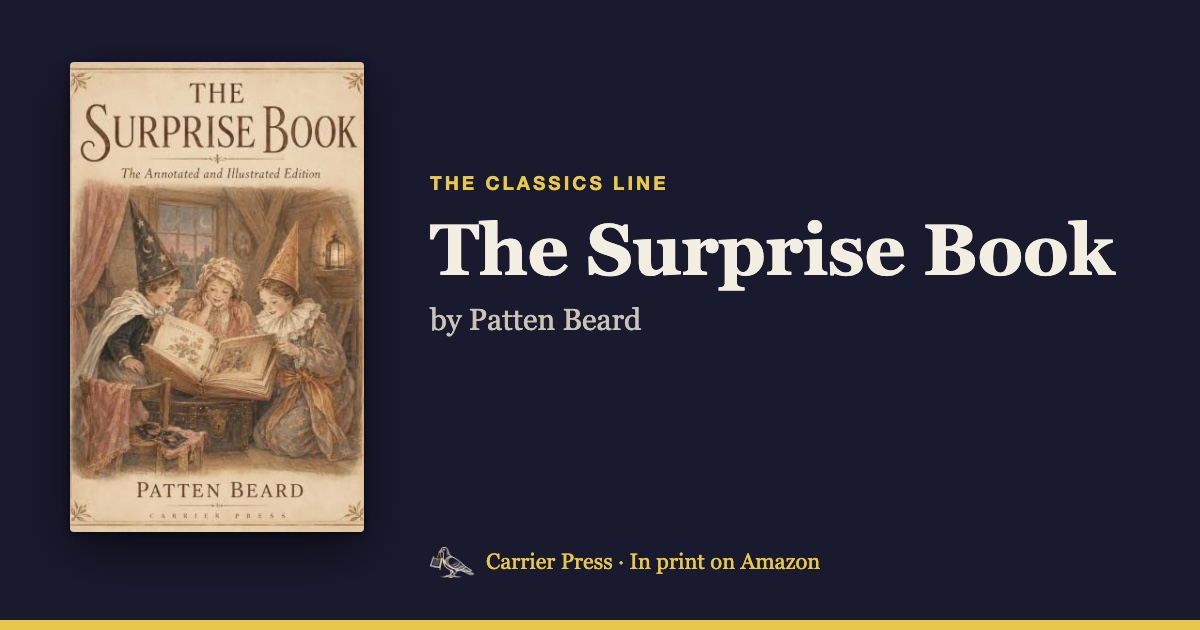 THE
SURPRISE BOOK
The Annotated and Illustrated Edition
PATTEN BEARD
CARRIER PRESS
THE CLASSICS LINE
The Surprise Book
by Patten Beard
Carrier Press · In print on Amazon